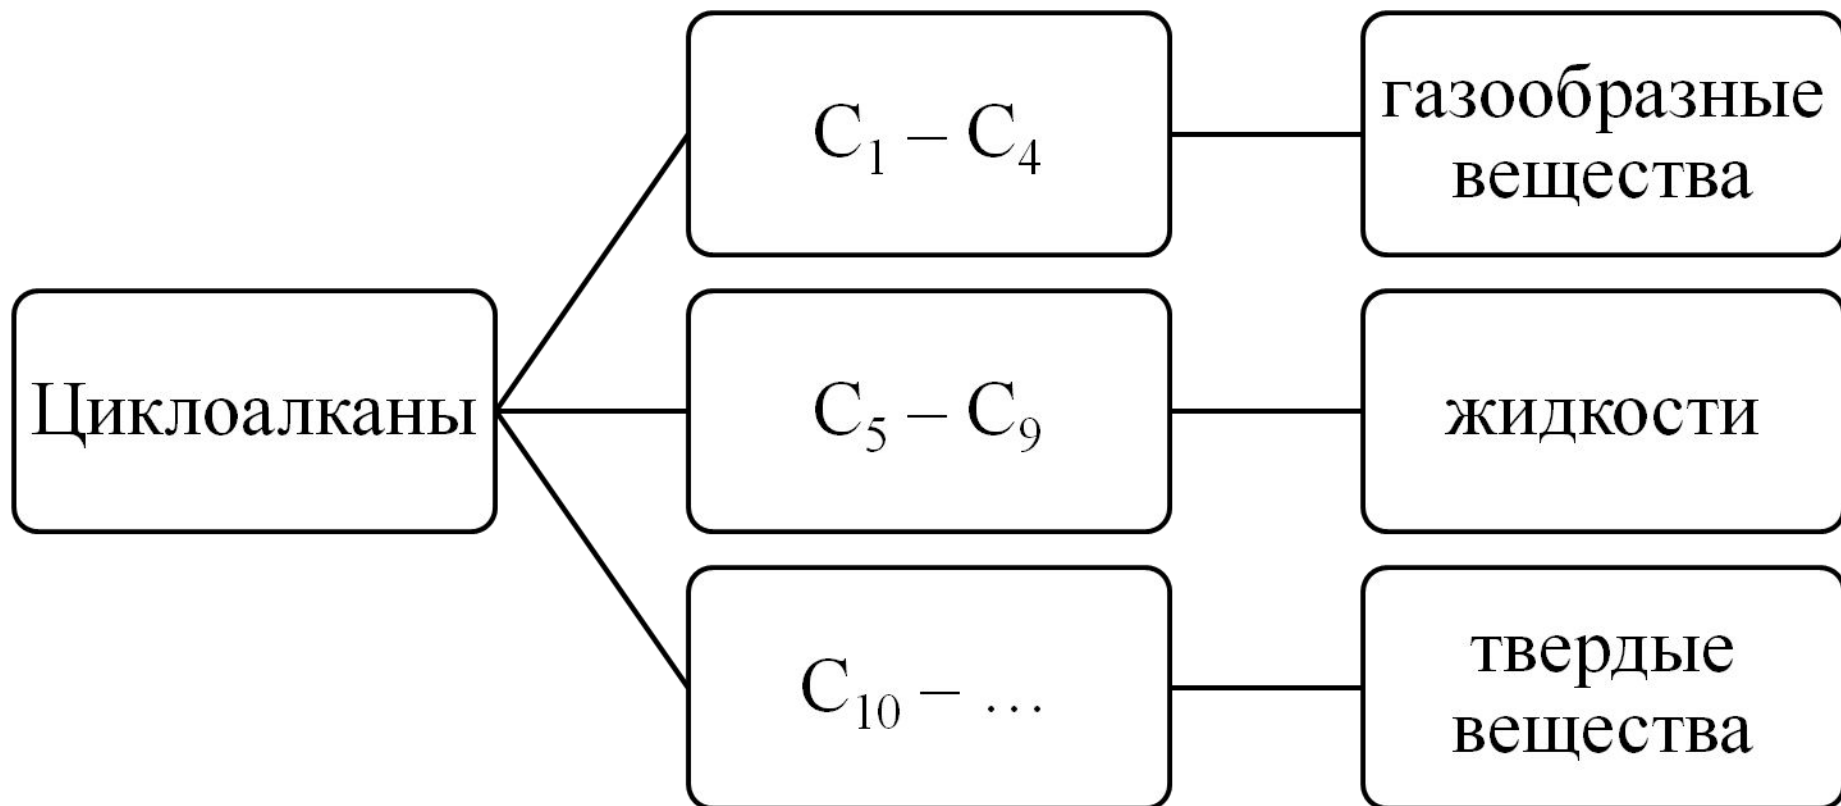 Циклоалканы
C₁ – C₄
газообразные
вещества
C₅ – C₉
жидкости
C₁₀ – …
твердые
вещества